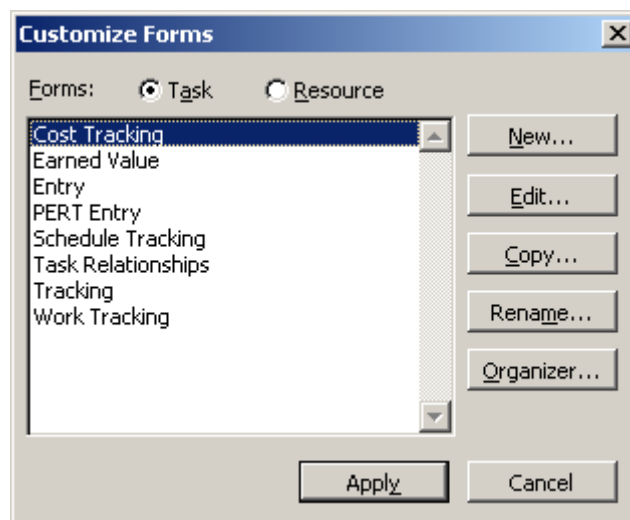 Customize Forms
Forms: Task Resource
Cost Tracking
Earned Value
Entry
PERT Entry
Schedule Tracking
Task Relationships
Tracking
Work Tracking
New...
Edit...
Copy...
Rename...
Organizer...
Apply Cancel